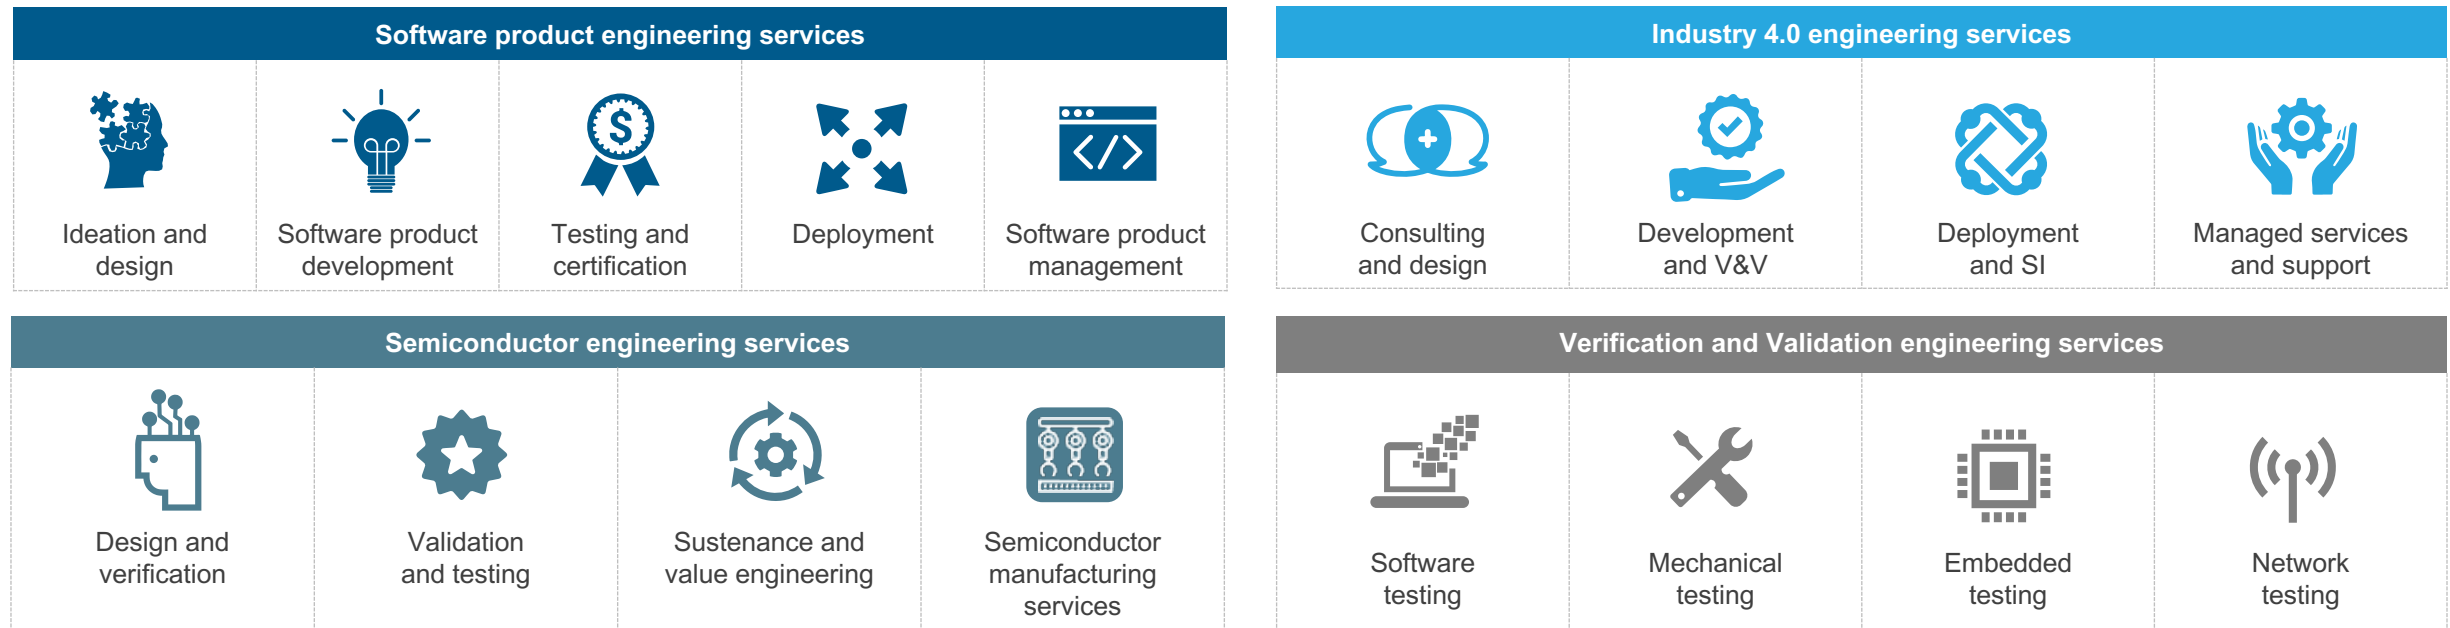 Software product engineering services
Ideation and
design
Software product
development
$
Testing and
certification
Deployment
</>
Software product
management
Industry 4.0 engineering services
Consulting
and design
Development
and V&V
Deployment
and SI
Managed services
and support
Semiconductor engineering services
Design and
verification
Validation
and testing
Sustenance and
value engineering
Semiconductor
manufacturing
services
Verification and Validation engineering services
Software
testing
Mechanical
testing
Embedded
testing
Network
testing